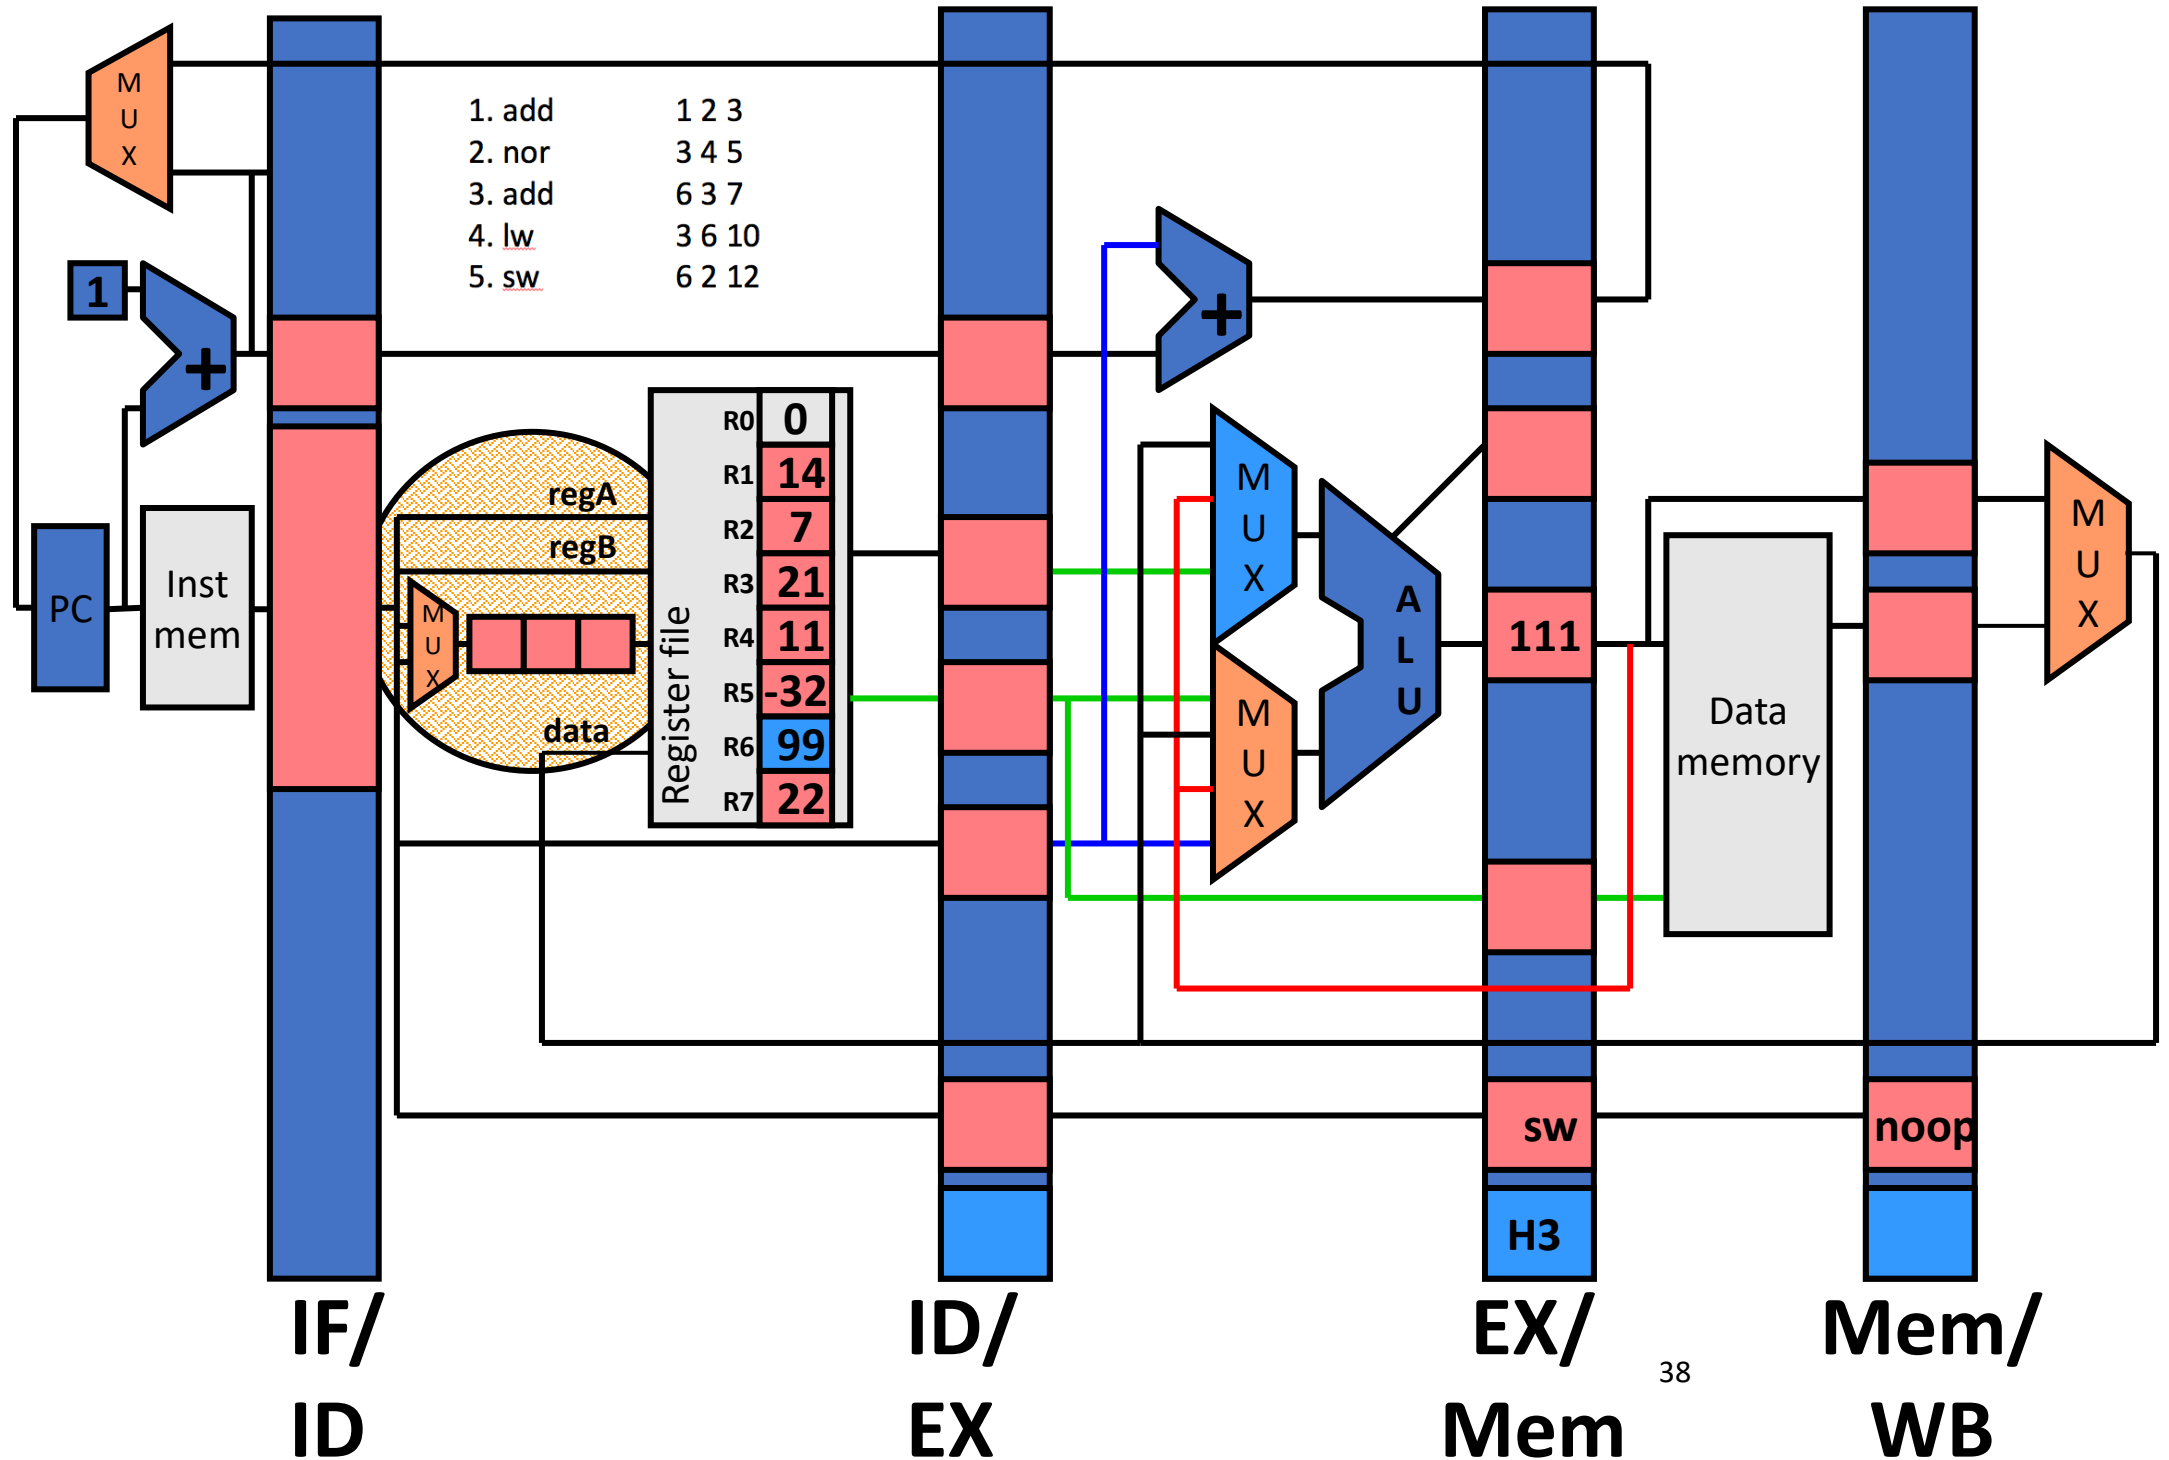 M
U
X
1. add 1 2 3
2. nor 3 4 5
3. add 6 3 7
4. lw 3 6 10
5. sw 6 2 12
1
+
+
PC
Inst
mem
regA
regB
M
U
X
data
Register file
R0 0
R1 14
R2 7
R3 21
R4 11
R5 -32
R6 99
R7 22
M
U
X
M
U
X
A
L
U
111
Data
memory
M
U
X
sw
noop
H3
IF/
ID
ID/
EX
EX/
Mem
38
Mem/
WB